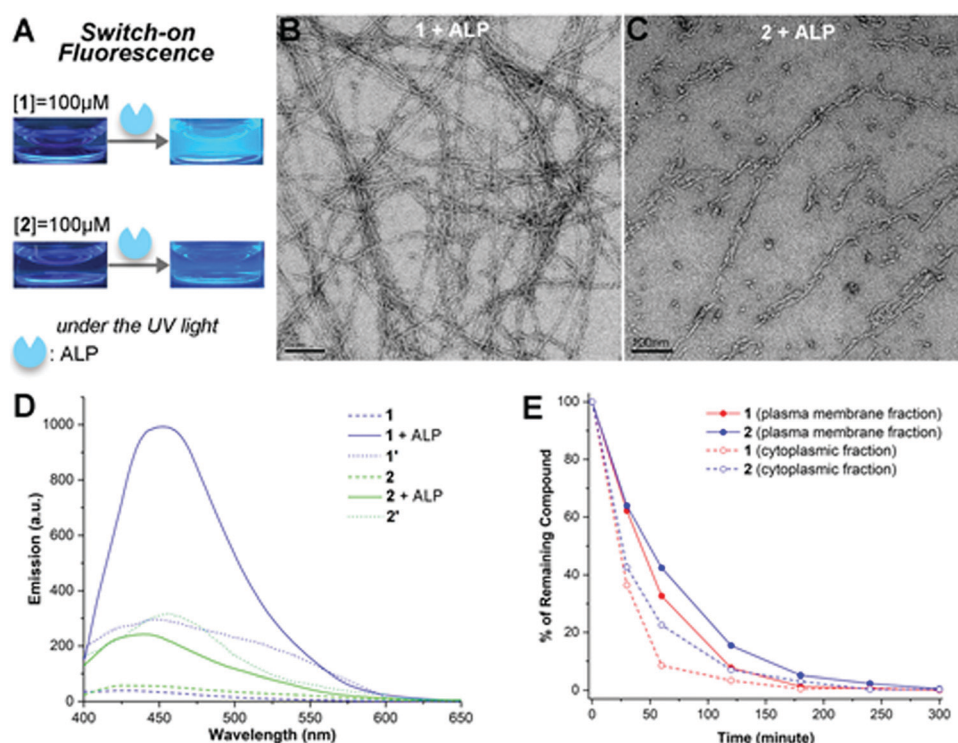 A
Switch-on
Fluorescence
[1]=100μM
[2]=100μM
under the UV light
: ALP
B
1 + ALP
C
2 + ALP
100nm
D
1
1 + ALP
1'
2
2 + ALP
2'
1000
800
600
400
200
0
Emission (a.u.)
400 450 500 550 600 650
Wavelength (nm)
E
1 (plasma membrane fraction)
2 (plasma membrane fraction)
1 (cytoplasmic fraction)
2 (cytoplasmic fraction)
100
80
60
40
20
0
% of Remaining Compound
0 50 100 150 200 250 300
Time (minute)